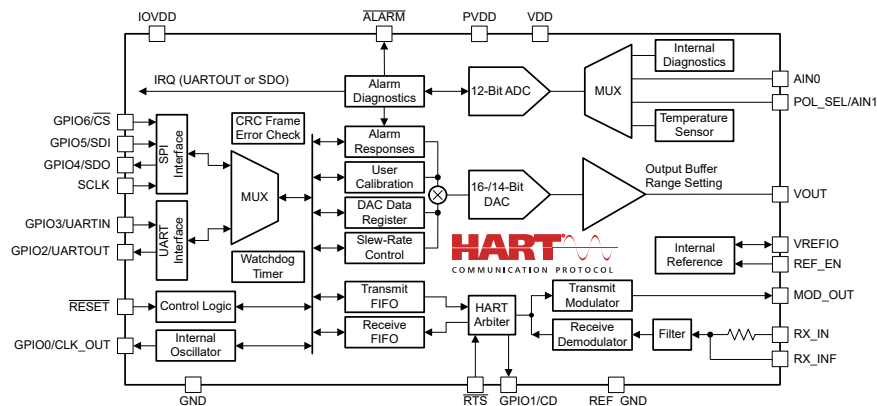 IOVDD
ALARM
PVDD
VDD
IRQ (UARTOUT or SDO)
Alarm
Diagnostics
12-Bit ADC
MUX
Internal
Diagnostics
AIN0
POL_SEL/AIN1
Temperature
Sensor
GPIO6/CS
GPIO5/SDI
GPIO4/SDO
SCLK
SPI
Interface
CRC Frame
Error Check
MUX
Alarm
Responses
User
Calibration
DAC Data
Register
Slew-Rate
Control
16-/14-Bit
DAC
Output Buffer
Range Setting
VOUT
GPIO3/UARTIN
GPIO2/UARTOUT
UART
Interface
Watchdog
Timer
HART
COMMUNICATION PROTOCOL
Internal
Reference
VREFIO
REF_EN
RESET
Control Logic
Transmit
FIFO
HART
Arbiter
Transmit
Modulator
MOD_OUT
GPIO0/CLK_OUT
Internal
Oscillator
Receive
FIFO
Receive
Demodulator
Filter
RX_IN
RX_INF
GND
RTS
GPIO1/CD
REF_GND